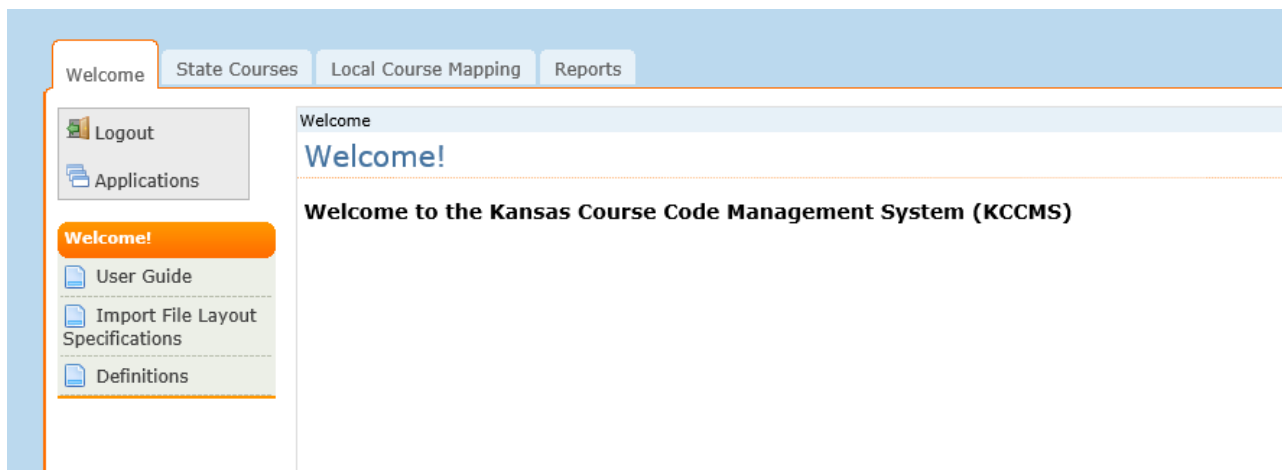 Welcome
State Courses
Local Course Mapping
Reports
Logout
Applications
Welcome!
User Guide
Import File Layout
Specifications
Definitions
Welcome
Welcome!
Welcome to the Kansas Course Code Management System (KCCMS)